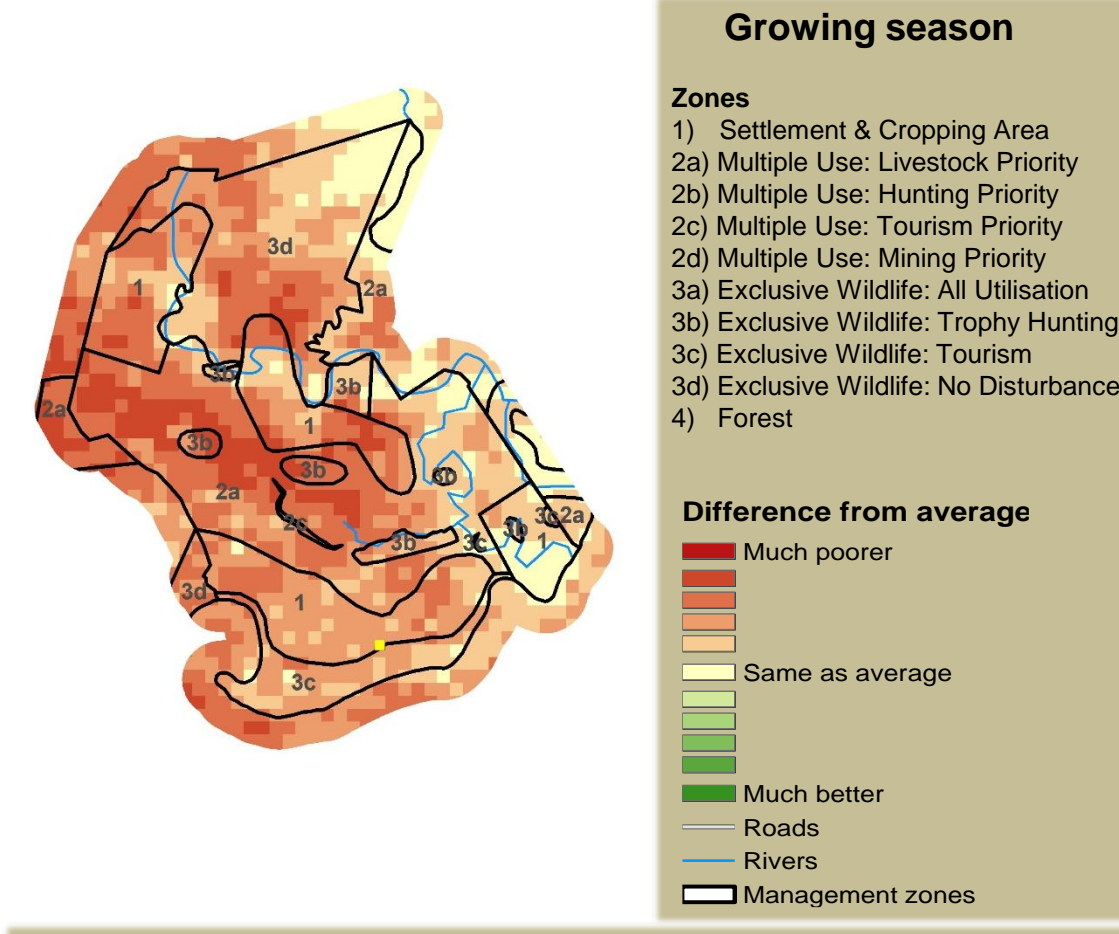 Growing season
Zones
1) Settlement & Cropping Area
2a) Multiple Use: Livestock Priority
2b) Multiple Use: Hunting Priority
2c) Multiple Use: Tourism Priority
2d) Multiple Use: Mining Priority
3a) Exclusive Wildlife: All Utilisation
3b) Exclusive Wildlife: Trophy Hunting
3c) Exclusive Wildlife: Tourism
3d) Exclusive Wildlife: No Disturbance
4) Forest
Difference from average
Much poorer
Same as average
Much better
Roads
Rivers
Management zones
3d
1
2a
3b
3b
2a
1
3b
3b
3b
2a
2c
3c
2a
3b
3b
3c
1
3d
1
3c